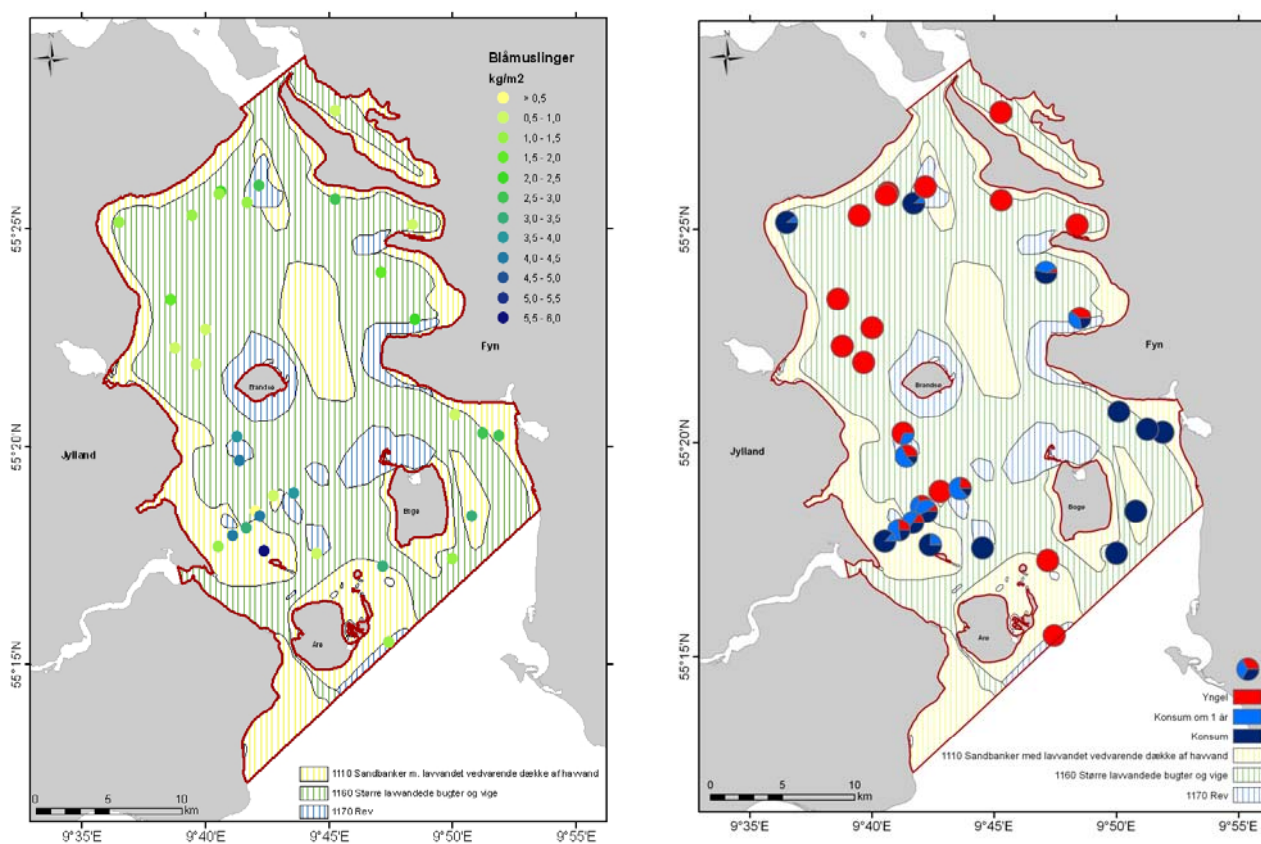 Blåmuslinger
kg/m2
> 0,5
0,5 - 1,0
1,0 - 1,5
1,5 - 2,0
2,0 - 2,5
2,5 - 3,0
3,0 - 3,5
3,5 - 4,0
4,0 - 4,5
4,5 - 5,0
5,0 - 5,5
5,5 - 6,0
55°25'N
55°20'N
55°15'N
Fyn
Jylland
Brandsø
Bågø
Årø
1110 Sandbanker m. lavvandet vedvarende dække af havvand
1160 Større lavvandede bugter og vige
1170 Rev
0 5 10
km
9°35'E 9°40'E 9°45'E 9°50'E 9°55'E
55°25'N
55°20'N
55°15'N
Fyn
Jylland
Brandsø
Bågø
Årø
Yngel
Konsum om 1 år
Konsum
1110 Sandbanker med lavvandet vedvarende dække af havvand
1160 Større lavvandede bugter og vige
1170 Rev
0 5 10
km
9°35'E 9°40'E 9°45'E 9°50'E 9°55'E